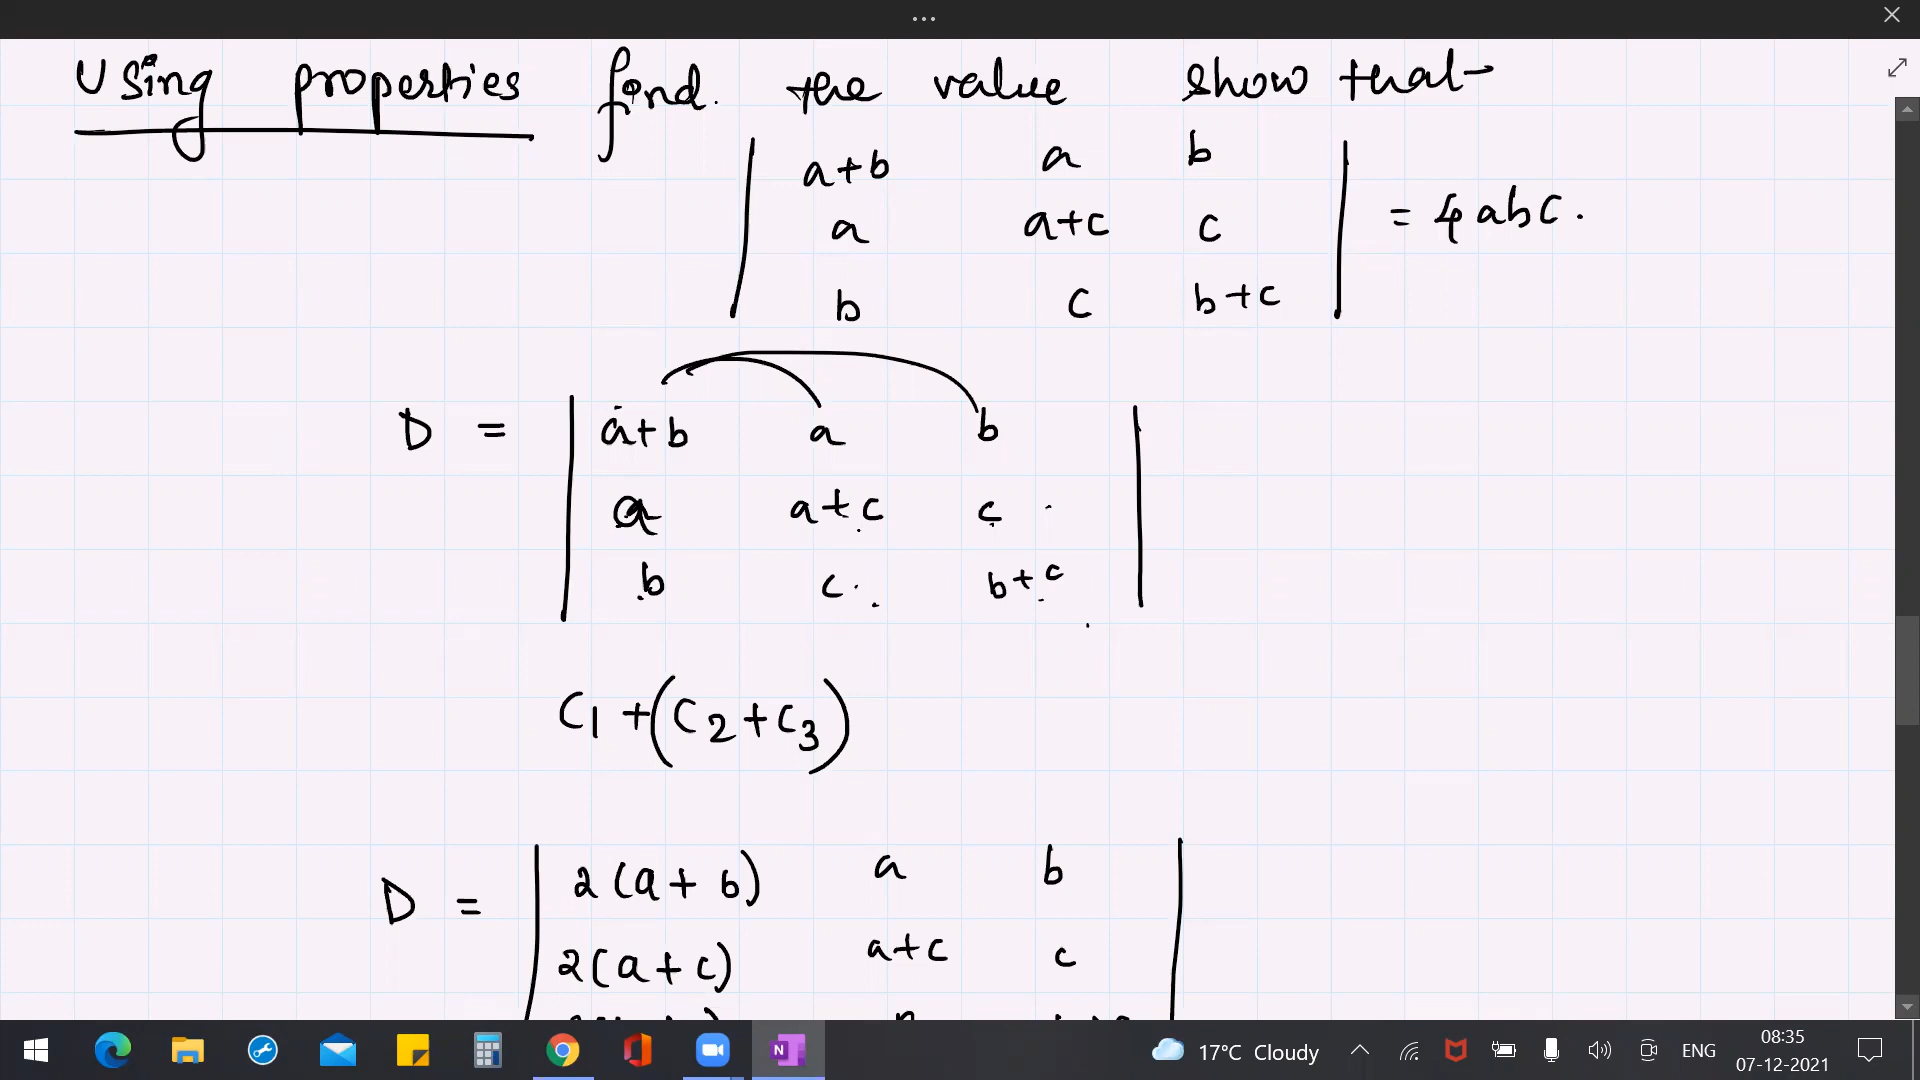 ...
Using properties find. the value show that
| a+b a b |
| a a+c c | = 4abc.
| b c b+c |
D = | a+b a b |
| a a+c c |
| b c b+c |
C1 + (C2+C3)
D = | 2(a+b) a b |
| 2(a+c) a+c c |
17°C Cloudy
ENG
08:35
07-12-2021